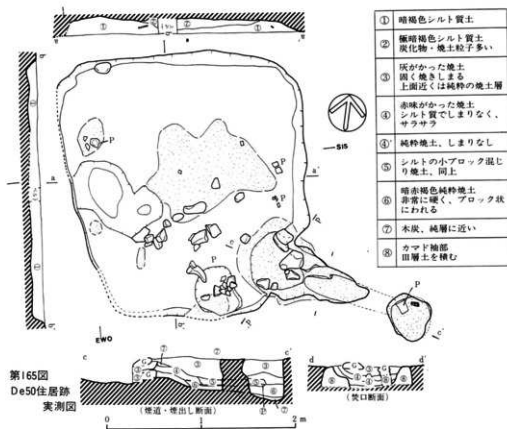 ① 暗褐色シルト質土
② 極暗褐色シルト質土
炭化物・焼土粒子多い
③ 灰がかった焼土
固く焼きしまる
上面近くは純粋の焼土層
④ 赤味がかった焼土
シルト質でしまりなく、
サラサラ
④' 純粋焼土、しまりなし
⑤ シルトの小ブロック混じ
り焼土、同上
⑥ 暗赤褐色純粋焼土
非常に硬く、ブロック状
にわれる
⑦ 木炭、純層に近い
⑧ カマド袖部
Ⅲ層土を積む
SIS
EWO
a
a'
P
P
P
P
P
c'
第165図
De50住居跡
実測図
c
c'
(煙道・煙出し断面)
d
d'
(焚口断面)
0
1
2 m